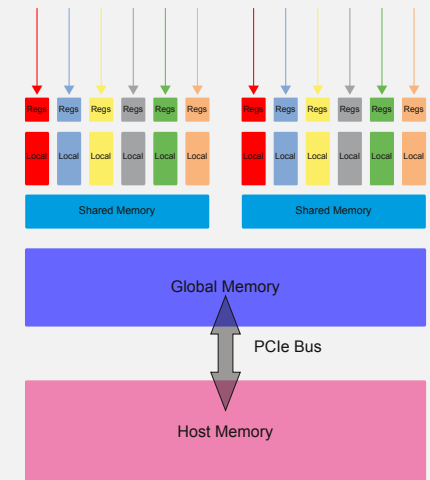 Regs Regs Regs Regs Regs Regs Regs Regs Regs Regs Regs Regs
Local Local Local Local Local Local Local Local Local Local Local Local
Shared Memory Shared Memory
Global Memory
PCIe Bus
Host Memory